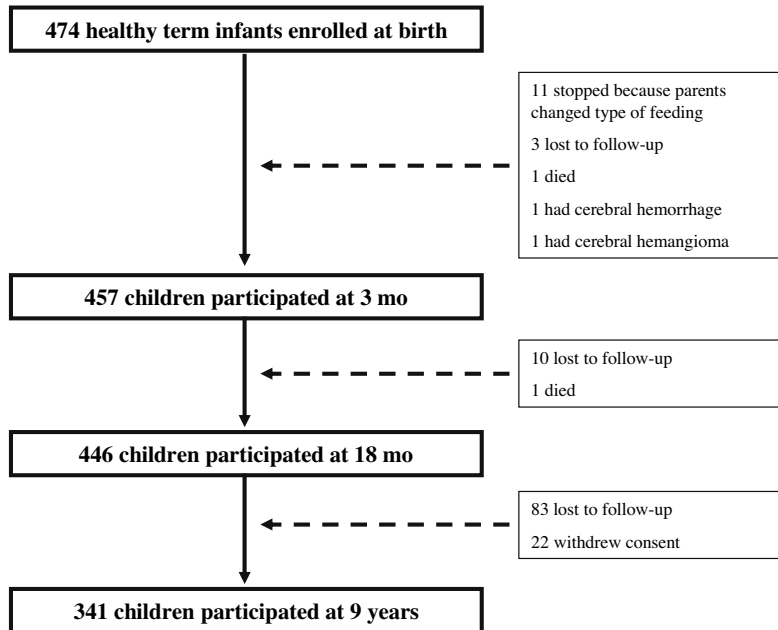 474 healthy term infants enrolled at birth
11 stopped because parents
changed type of feeding
3 lost to follow-up
1 died
1 had cerebral hemorrhage
1 had cerebral hemangioma
457 children participated at 3 mo
10 lost to follow-up
1 died
446 children participated at 18 mo
83 lost to follow-up
22 withdrew consent
341 children participated at 9 years